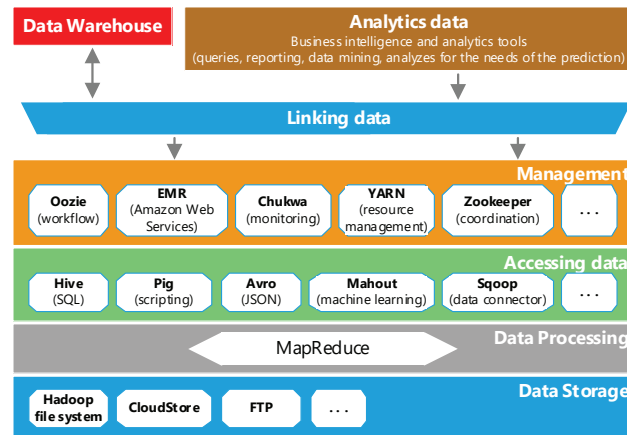 Data Warehouse
Analytics data
Business intelligence and analytics tools
(queries, reporting, data mining, analyzes for the needs of the prediction)
Linking data
Management
Oozie
(workflow)
EMR
(Amazon Web
Services)
Chukwa
(monitoring)
YARN
(resource
management)
Zookeeper
(coordination)
...
Accessing data
Hive
(SQL)
Pig
(scripting)
Avro
(JSON)
Mahout
(machine learning)
Sqoop
(data connector)
...
Data Processing
MapReduce
Data Storage
Hadoop
file system
CloudStore
FTP
...